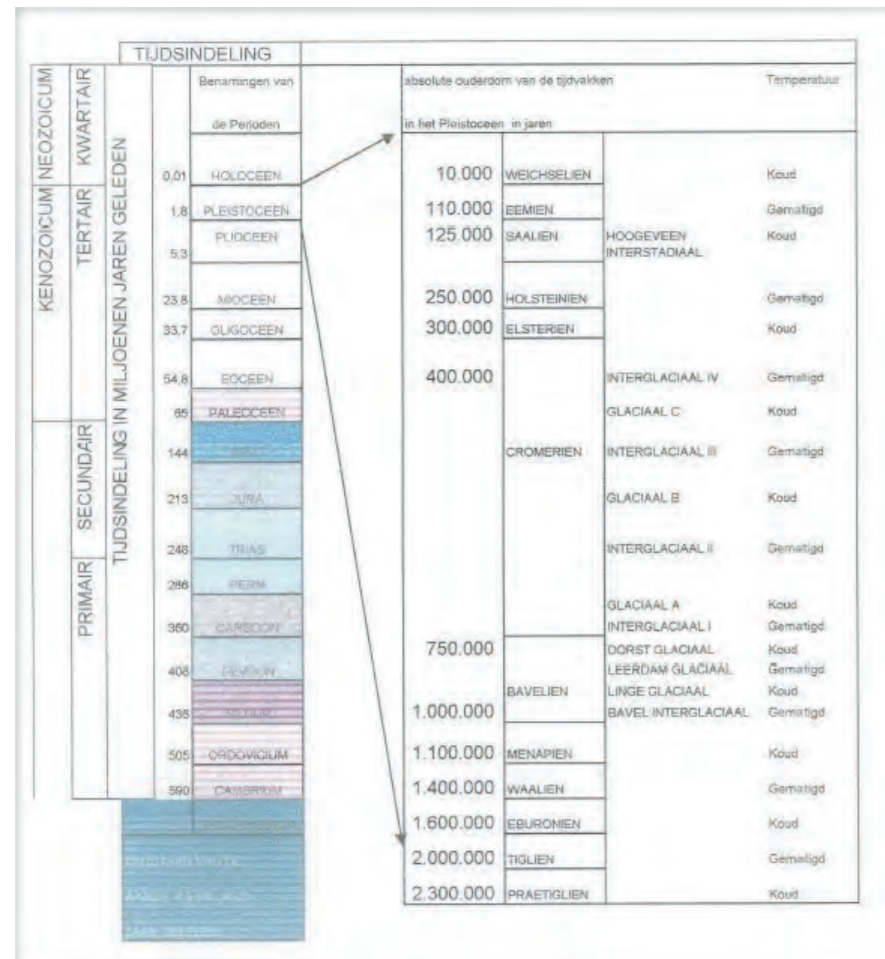 TIJDSINDELING
NEOZOICUM
KENOZOICUM
KWARTAIR
TERTAIR
SECUNDAIR
PRIMAIR
TIJDSINDELING IN MILJOENEN JAREN GELEDEN
Benamingen van
de Perioden
0,01 HOLOCEEN
1,8 PLEISTOCEEN
PLIOCEEN
5,3
23,8 MIOCEEN
33,7 OLIGOCEEN
54,8 EOCEEN
65 PALEOCEEN
144
213 JURA
248 TRIAS
286 PERM
360 CARBOON
408 DEVOON
438
505 ORDOVICIUM
590 CAMBRIUM
absolute ouderdom van de tijdvakken Temperatuur
in het Pleistoceen in jaren
10.000 WEICHSELIEN Koud
110.000 EEMIEN Gematigd
125.000 SAALIEN HOOGEVEEN Koud
INTERSTADIAAL
250.000 HOLSTEINIEN Gematigd
300.000 ELSTERIEN Koud
400.000 INTERGLACIAAL IV Gematigd
GLACIAAL C Koud
CROMERIEN INTERGLACIAAL III Gematigd
GLACIAAL B Koud
INTERGLACIAAL II Gematigd
GLACIAAL A Koud
INTERGLACIAAL I Gematigd
750.000 DORST GLACIAAL Koud
LEERDAM GLACIAAL Gematigd
BAVELIEN LINGE GLACIAAL Koud
1.000.000 BAVEL INTERGLACIAAL Gematigd
1.100.000 MENAPIEN Koud
1.400.000 WAALIEN Gematigd
1.600.000 EBURONIEN Koud
2.000.000 TIGLIEN Gematigd
2.300.000 PRAETIGLIEN Koud